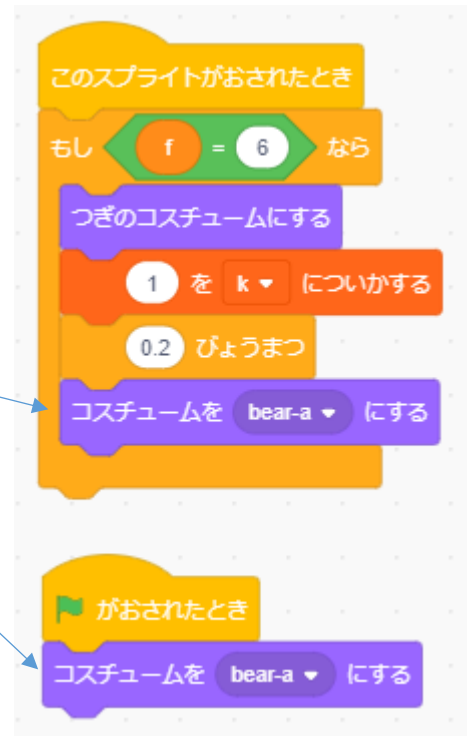 このスプライトがおされたとき
もし f = 6 なら
つぎのコスチュームにする
1 を k についかする
0.2 びょうまつ
コスチュームを bear-a にする
がおされたとき
コスチュームを bear-a にする